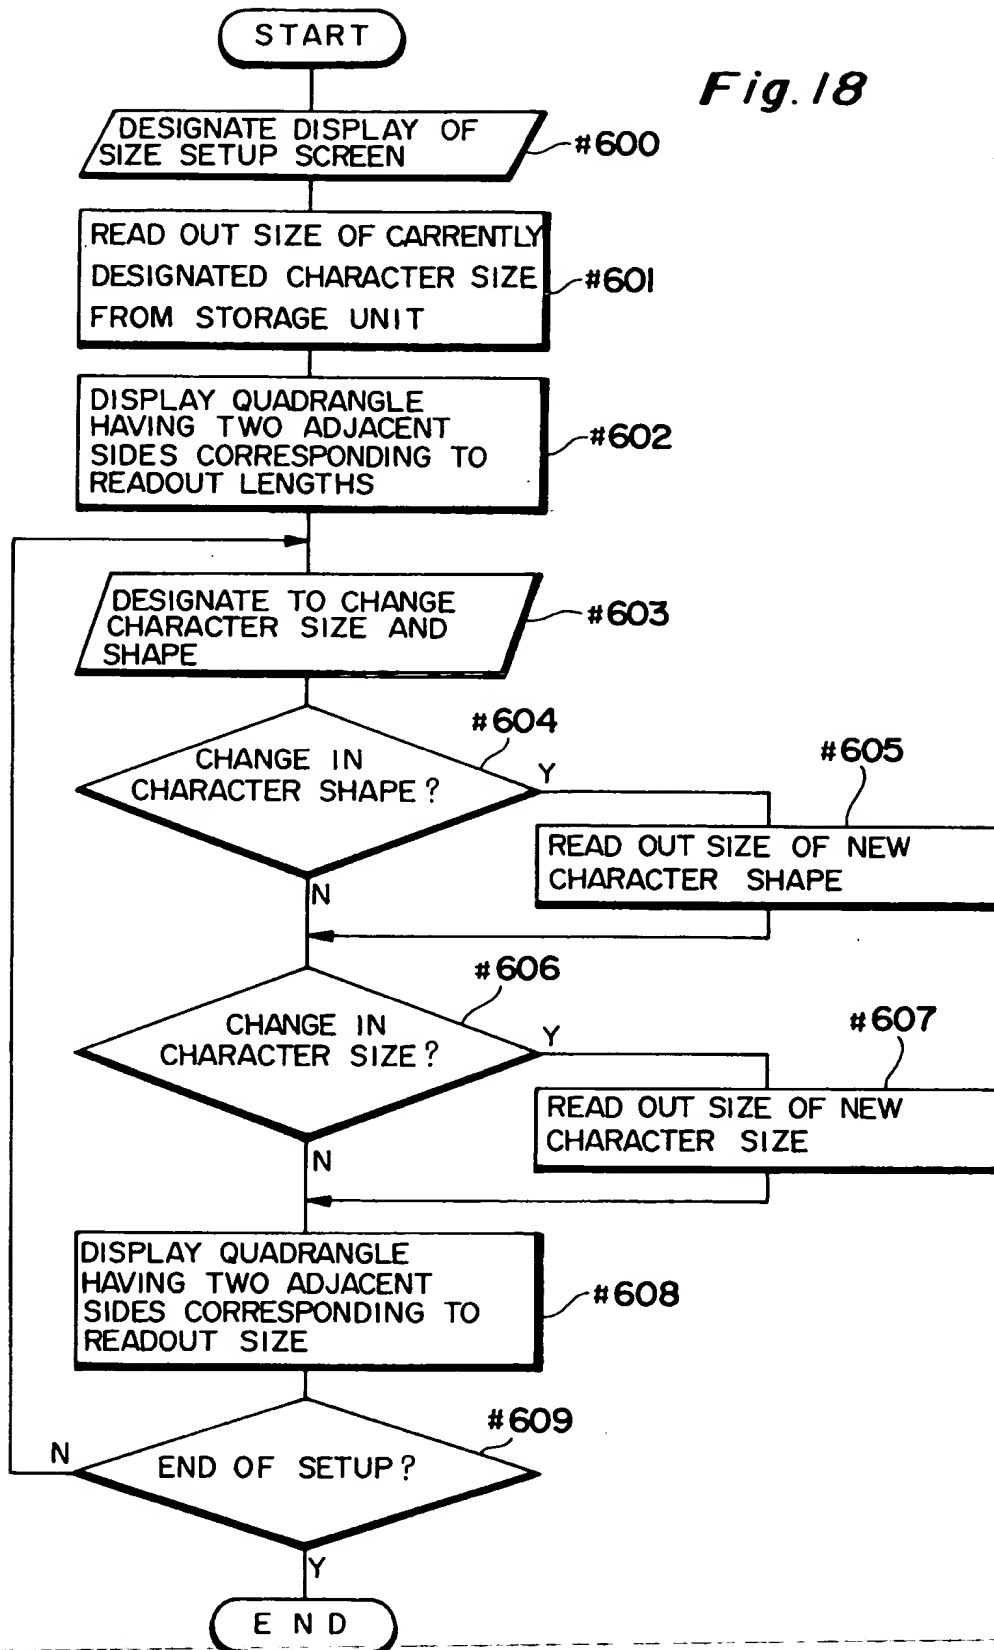 START
Fig. 18
DESIGNATE DISPLAY OF
SIZE SETUP SCREEN
#600
READ OUT SIZE OF CARRENTLY
DESIGNATED CHARACTER SIZE
FROM STORAGE UNIT
#601
DISPLAY QUADRANGLE
HAVING TWO ADJACENT
SIDES CORRESPONDING TO
READOUT LENGTHS
#602
DESIGNATE TO CHANGE
CHARACTER SIZE AND
SHAPE
#603
#604
CHANGE IN
CHARACTER SHAPE?
Y
N
#605
READ OUT SIZE OF NEW
CHARACTER SHAPE
#606
CHANGE IN
CHARACTER SIZE?
Y
N
#607
READ OUT SIZE OF NEW
CHARACTER SIZE
DISPLAY QUADRANGLE
HAVING TWO ADJACENT
SIDES CORRESPONDING TO
READOUT SIZE
#608
#609
N
END OF SETUP?
Y
END